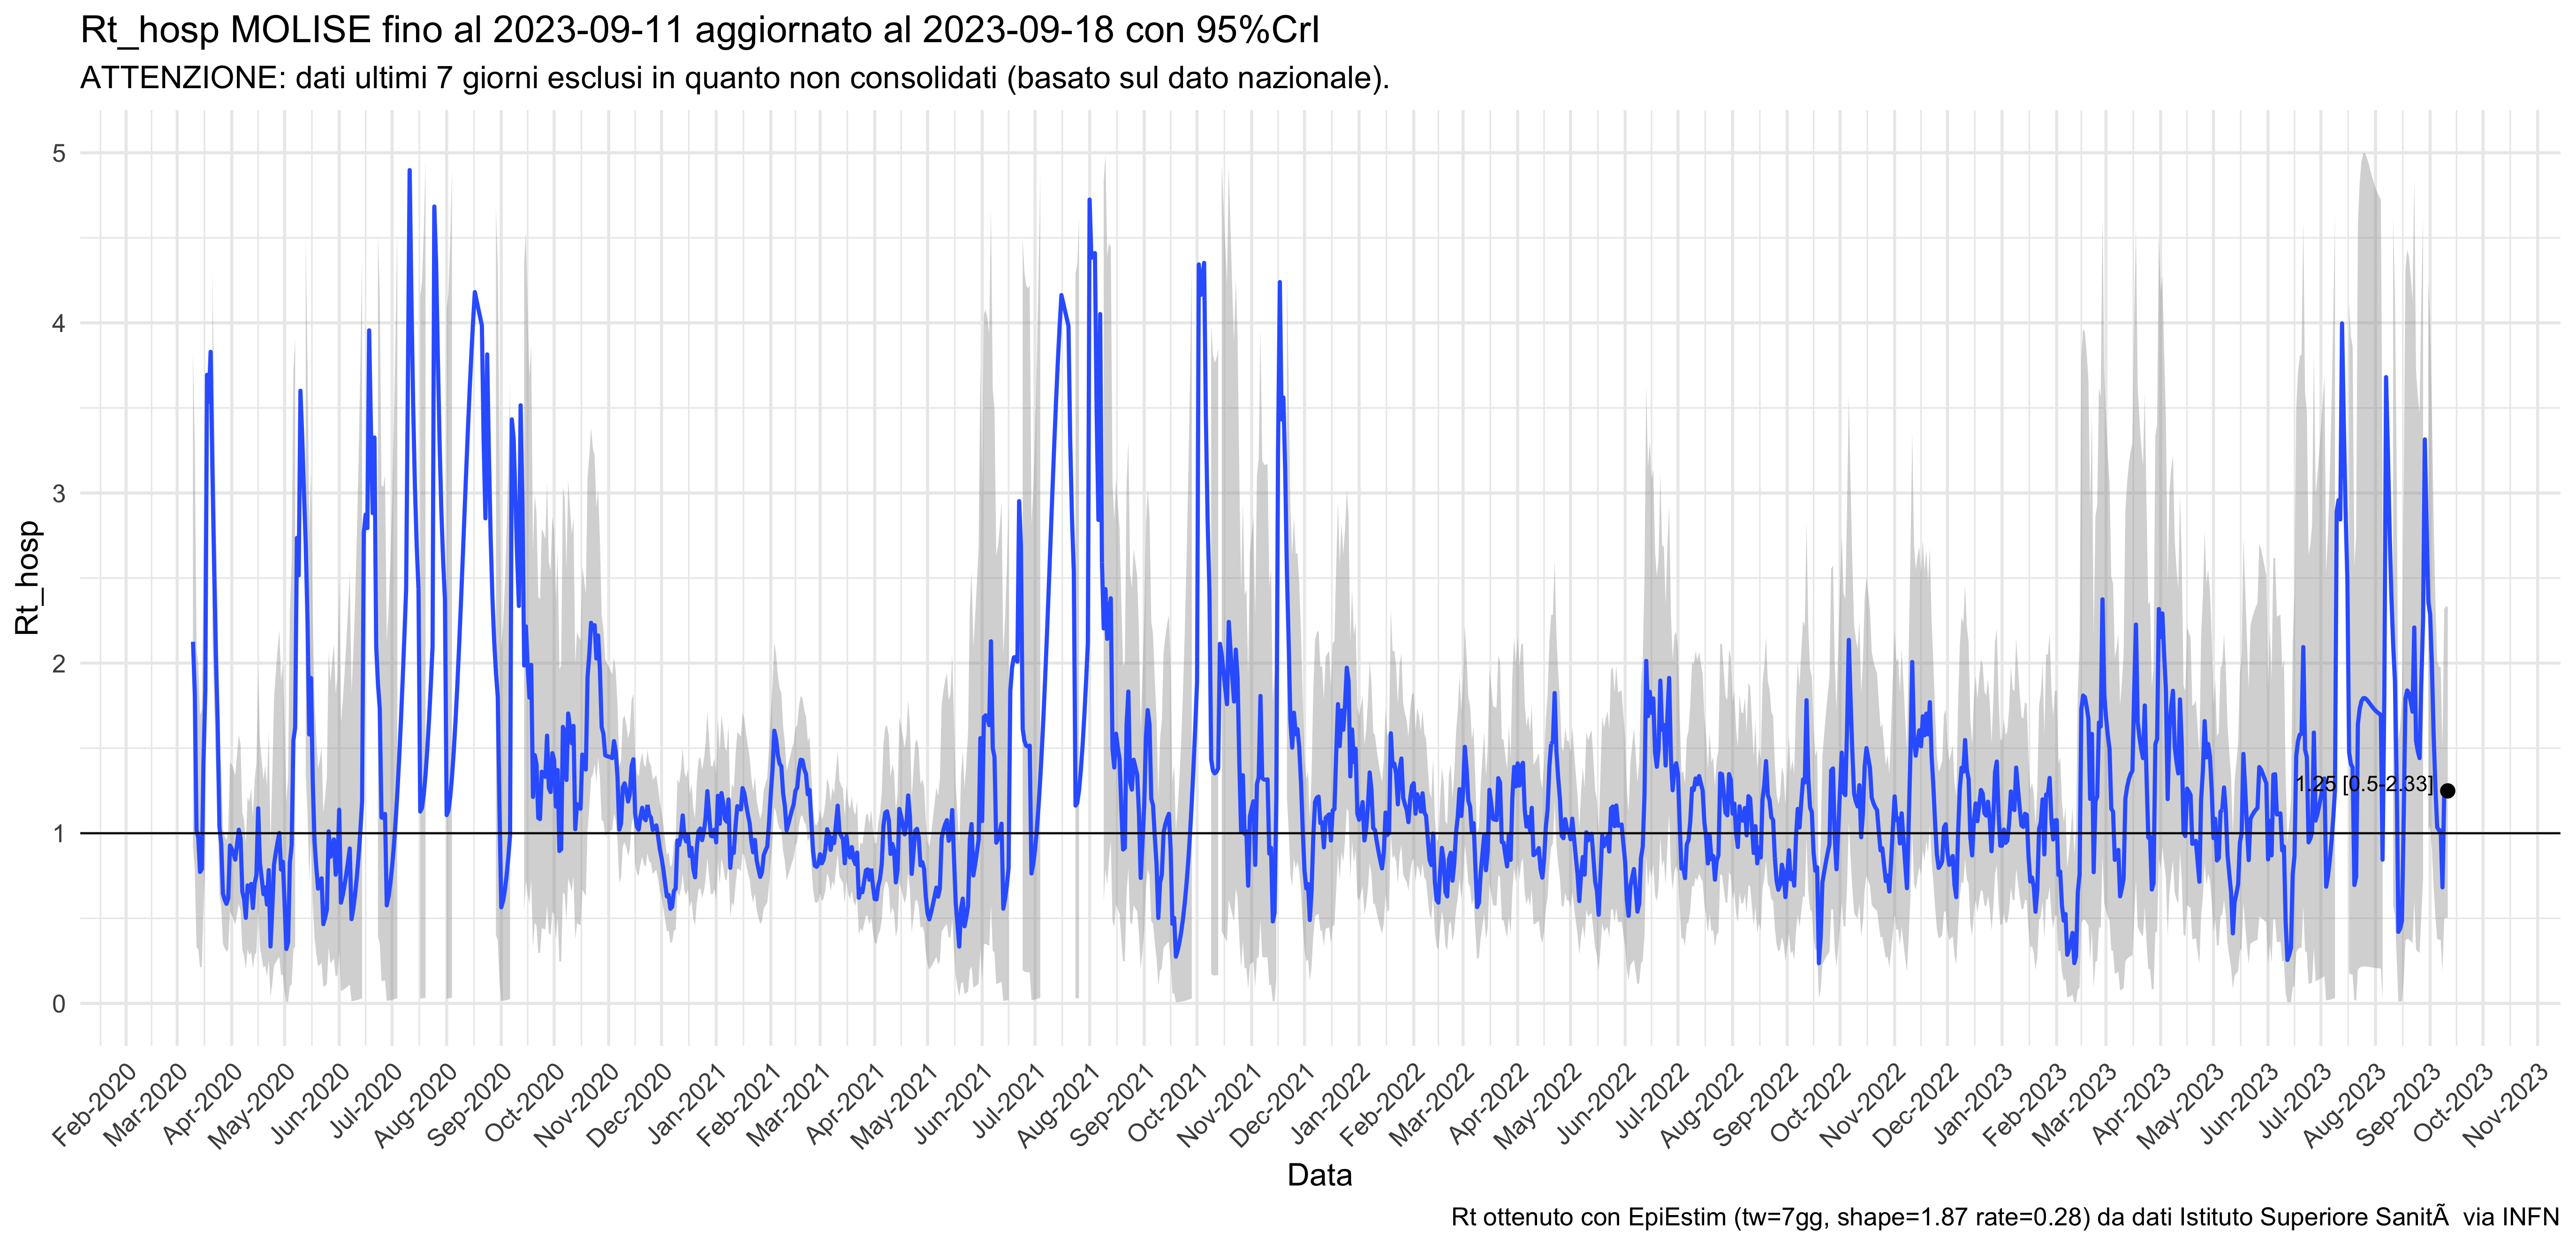 Rt_hosp MOLISE fino al 2023-09-11 aggiornato al 2023-09-18 con 95%CrI
ATTENZIONE: dati ultimi 7 giorni esclusi in quanto non consolidati (basato sul dato nazionale).
Rt_hosp
5
4
3
2
1
0
1.25 [0.5-2.33]
Feb-2020
Mar-2020
Apr-2020
May-2020
Jun-2020
Jul-2020
Aug-2020
Sep-2020
Oct-2020
Nov-2020
Dec-2020
Jan-2021
Feb-2021
Mar-2021
Apr-2021
May-2021
Jun-2021
Jul-2021
Aug-2021
Sep-2021
Oct-2021
Nov-2021
Dec-2021
Jan-2022
Feb-2022
Mar-2022
Apr-2022
May-2022
Jun-2022
Jul-2022
Aug-2022
Sep-2022
Oct-2022
Nov-2022
Dec-2022
Jan-2023
Feb-2023
Mar-2023
Apr-2023
May-2023
Jun-2023
Jul-2023
Aug-2023
Sep-2023
Oct-2023
Nov-2023
Data
Rt ottenuto con EpiEstim (tw=7gg, shape=1.87 rate=0.28) da dati Istituto Superiore SanitÃ  via INFN